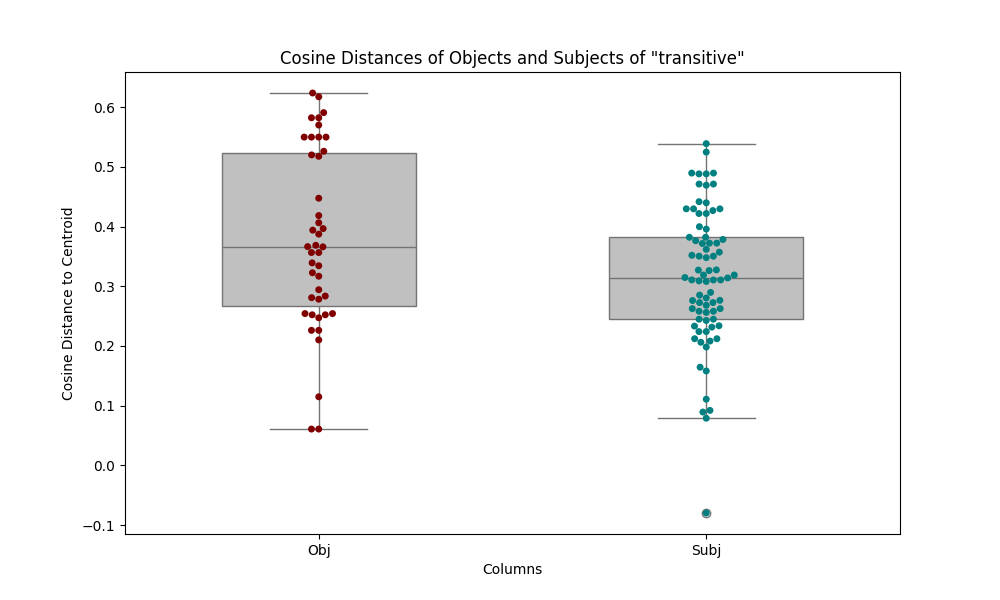 Cosine Distances of Objects and Subjects of "transitive"
Cosine Distance to Centroid
0.6
0.5
0.4
0.3
0.2
0.1
0.0
−0.1
Obj
Subj
Columns